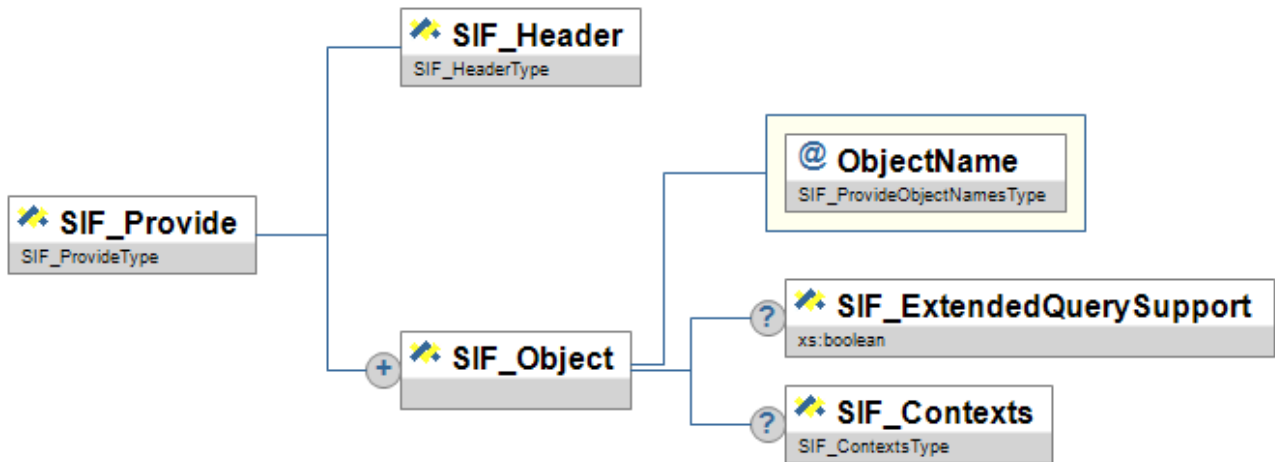 SIF_Header
SIF_HeaderType
@ ObjectName
SIF_ProvideObjectNamesType
SIF_Provide
SIF_ProvideType
? SIF_ExtendedQuerySupport
xs:boolean
+ SIF_Object
? SIF_Contexts
SIF_ContextsType